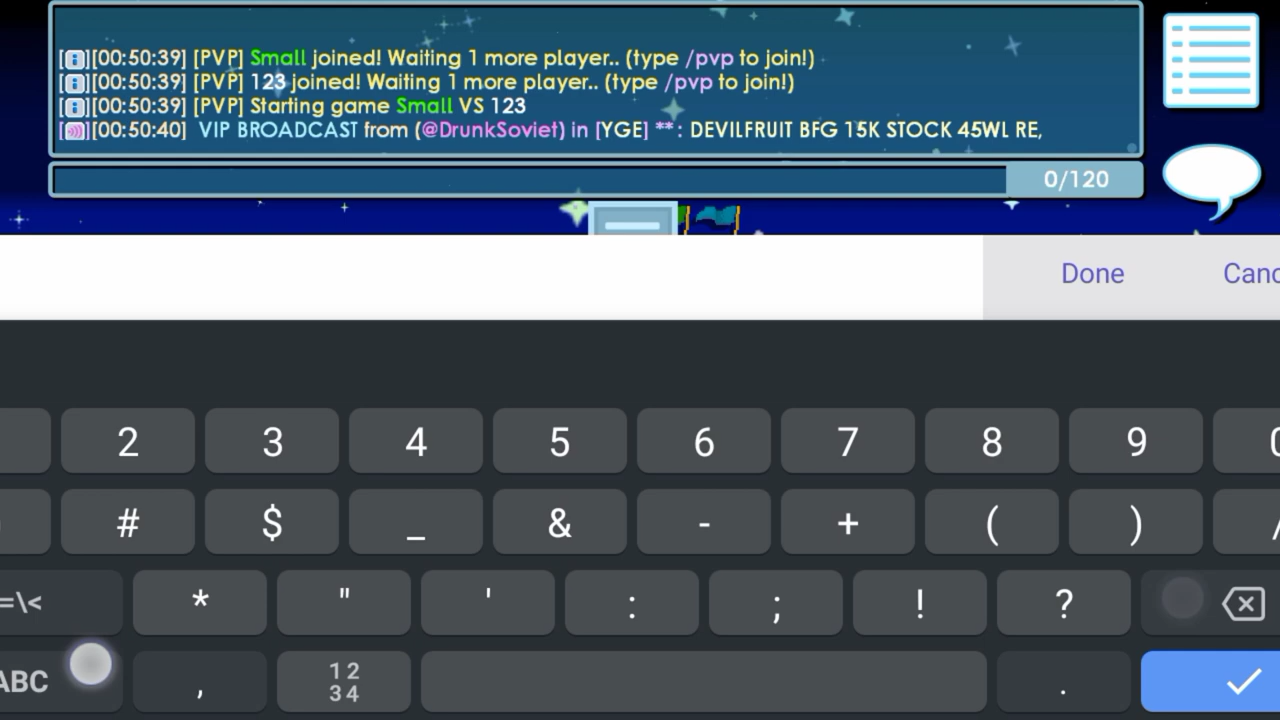 [00:50:39] [PVP] Small joined! Waiting 1 more player.. (type /pvp to join!)
[00:50:39] [PVP] 123 joined! Waiting 1 more player.. (type /pvp to join!)
[00:50:39] [PVP] Starting game Small VS 123
[00:50:40] VIP BROADCAST from (@DrunkSoviet) in [YGE] ** : DEVILFRUIT BFG 15K STOCK 45WL RE,
0/120
Done Canc
2 3 4 5 6 7 8 9 0
# $ _ & - + ( ) /
=\< * " ' : ; ! ?
ABC , 12 .
34